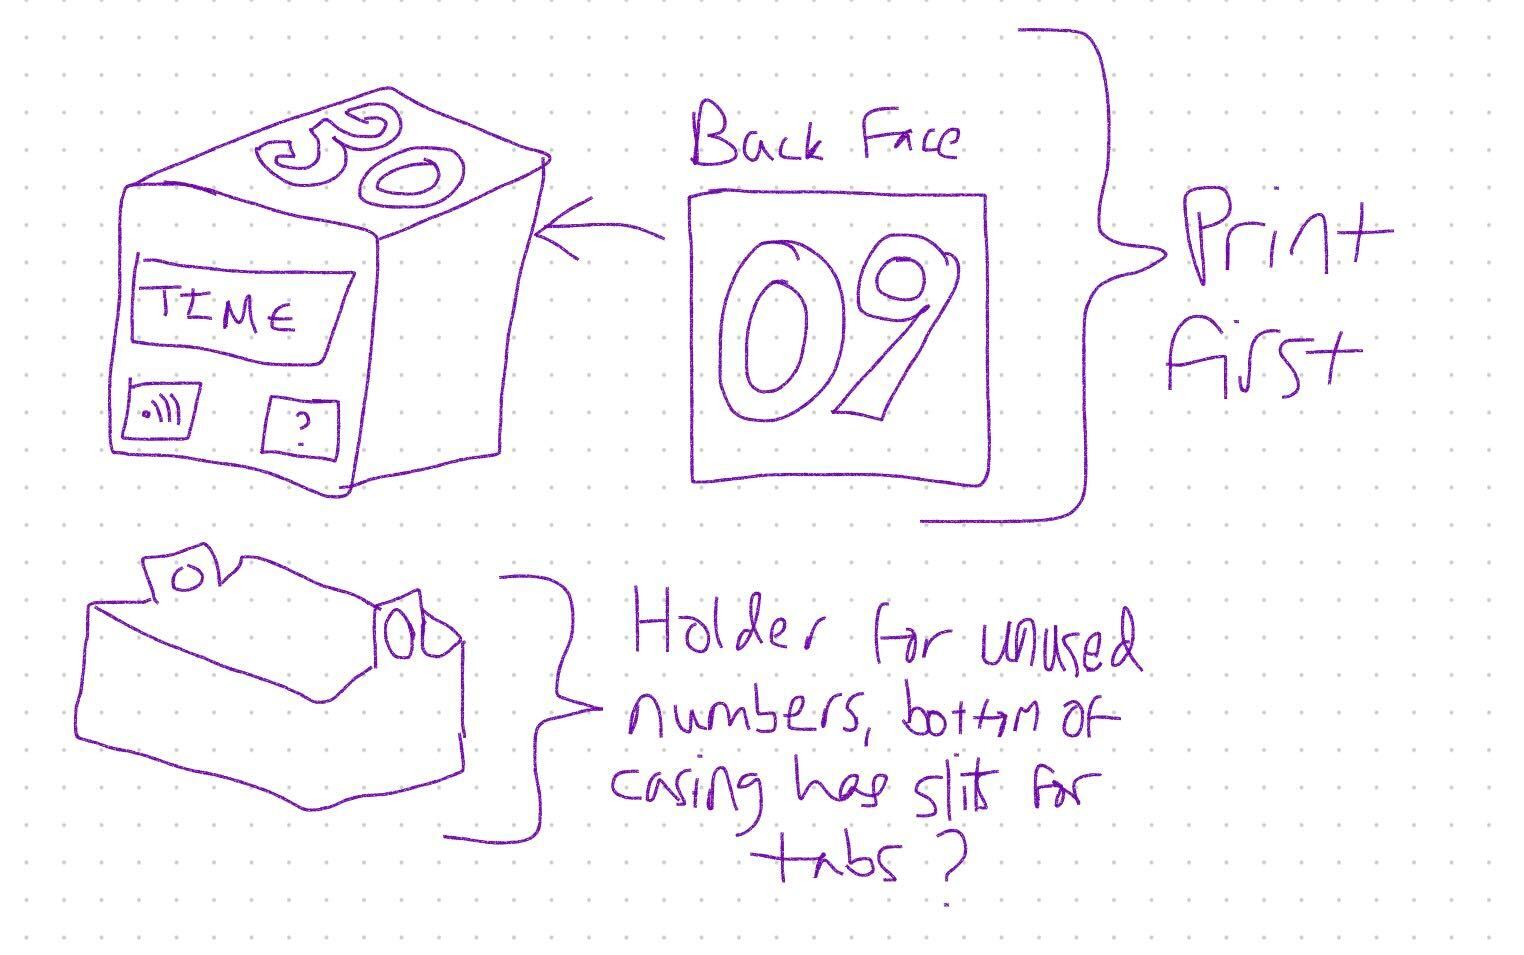 30
TIME
?
Back Face
09
Print
first
Holder for unused
numbers, bottom of
casing has slits for
tabs?